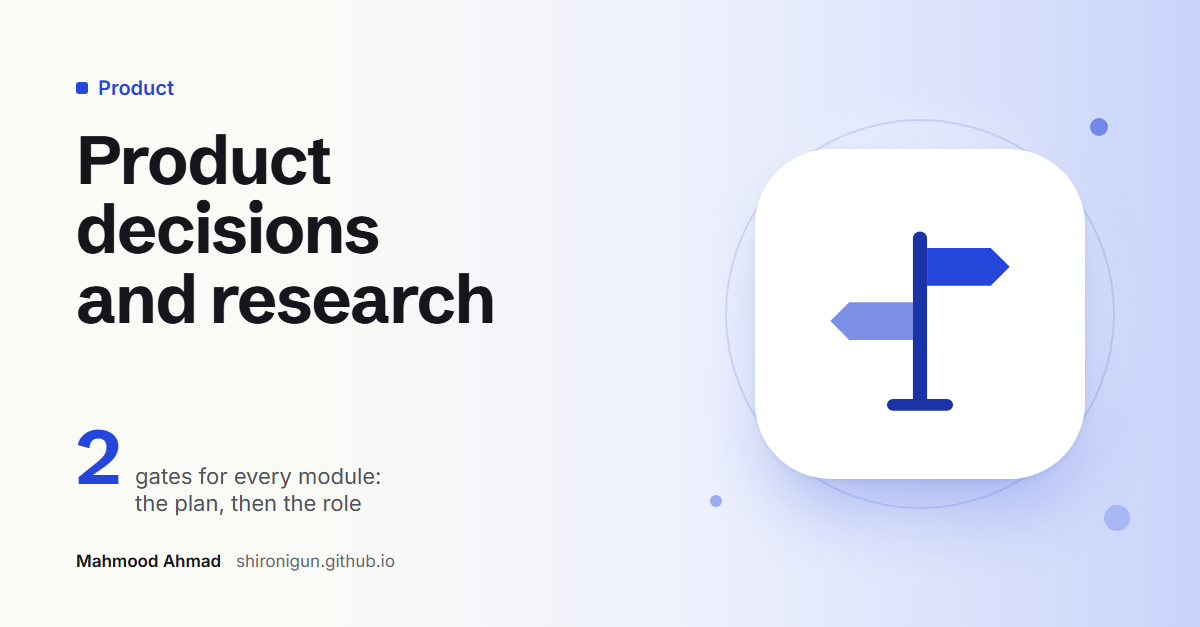 Product
Product
decisions
and research
2
gates for every module:
the plan, then the role
Mahmood Ahmad shironigun.github.io